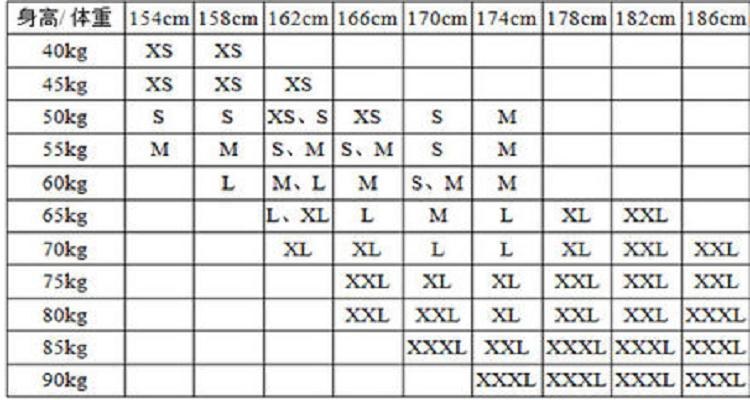 身高/体重 154cm 158cm 162cm 166cm 170cm 174cm 178cm 182cm 186cm
40kg XS XS
45kg XS XS XS
50kg S S XS、S XS S M
55kg M M S、M S、M S M
60kg L M、L M S、M M
65kg L、XL L M L XL XXL
70kg XL XL L L XL XXL XXL
75kg XXL XL XL XXL XXL XXL
80kg XXL XXL XL XXL XXL XXXL
85kg XXXL XXL XXXL XXXL XXXL
90kg XXXL XXXL XXXL XXXL